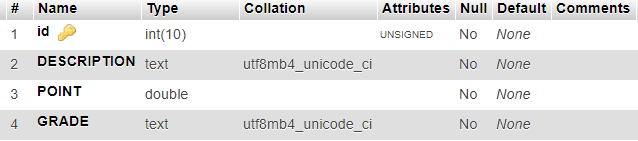 # Name Type Collation Attributes Null Default Comments
1 id int(10) UNSIGNED No None
2 DESCRIPTION text utf8mb4_unicode_ci No None
3 POINT double No None
4 GRADE text utf8mb4_unicode_ci No None